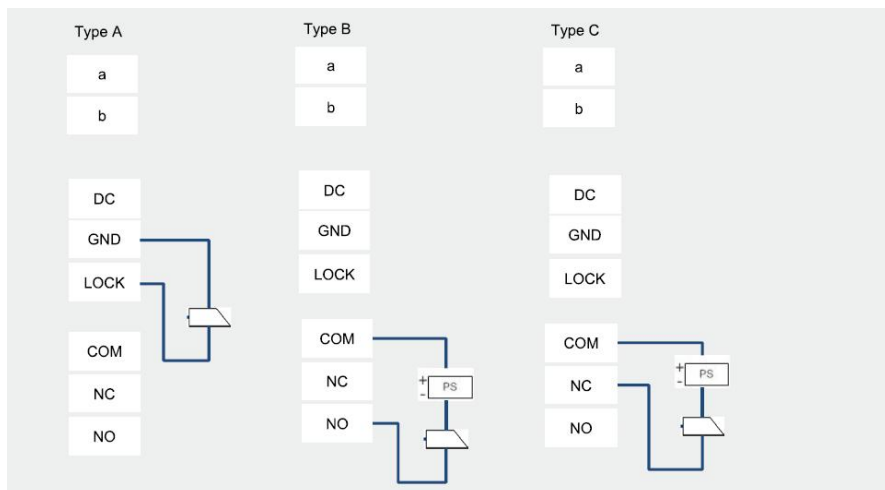 Type A
a
b
DC
GND
LOCK
COM
NC
NO
Type B
a
b
DC
GND
LOCK
COM
NC
NO
+
-
PS
Type C
a
b
DC
GND
LOCK
COM
NC
NO
+
-
PS